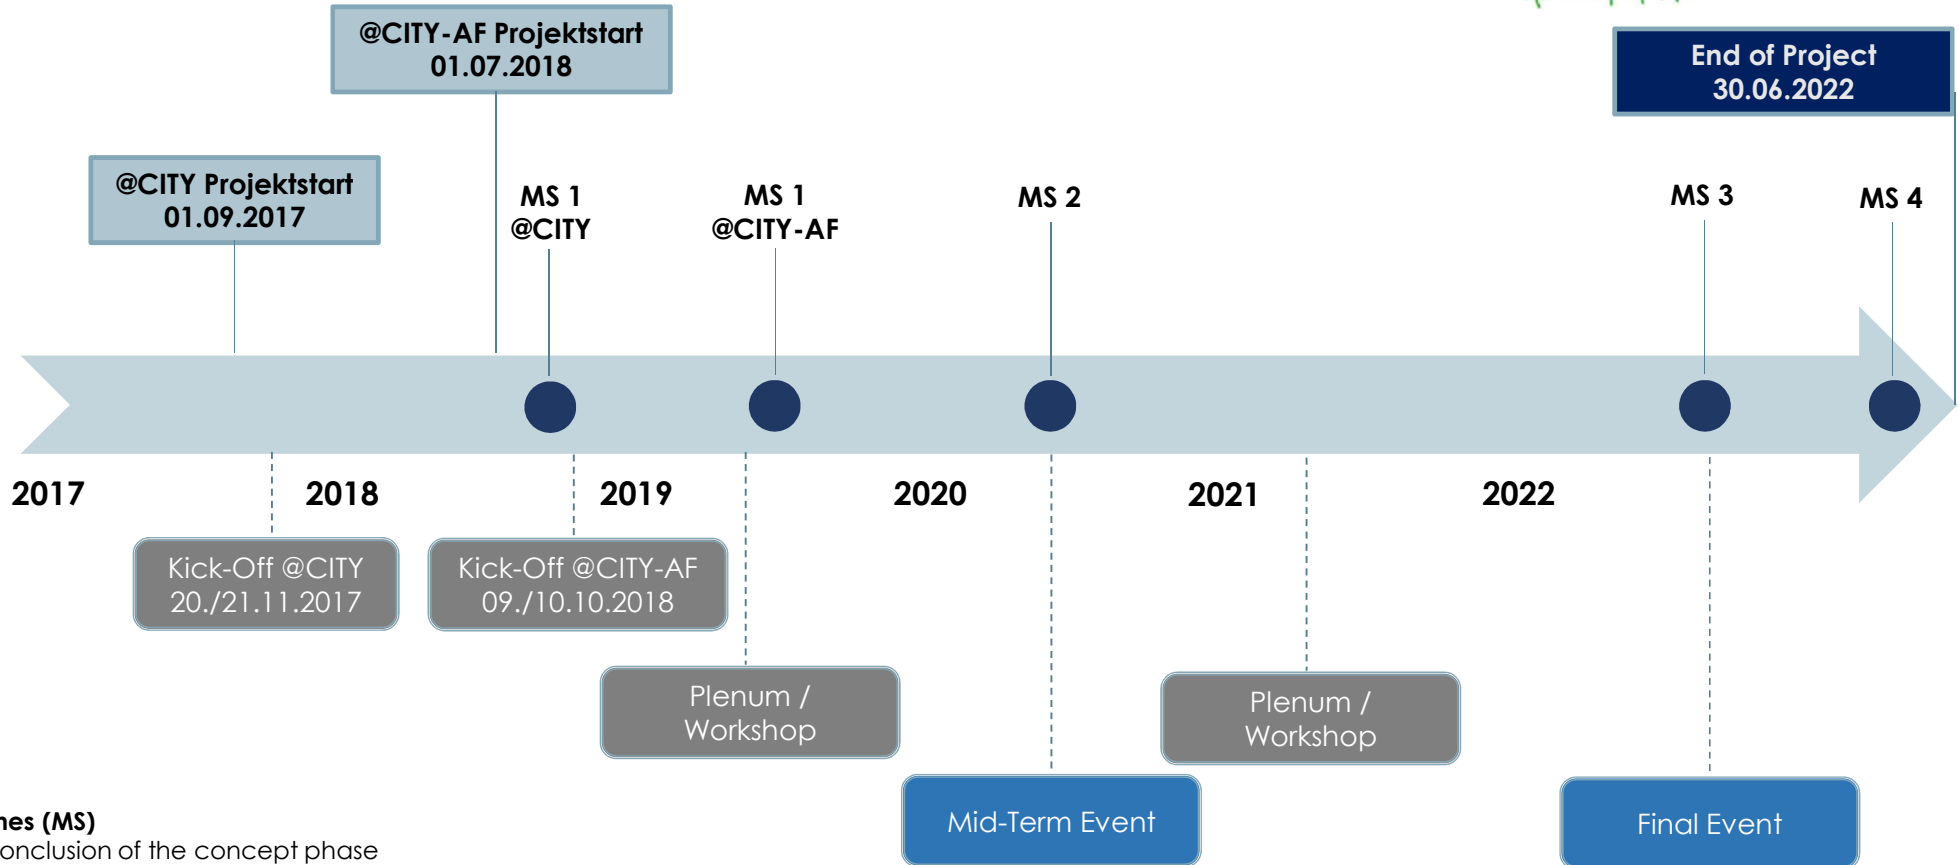 @CITY-AF Projektstart
01.07.2018
End of Project
30.06.2022
@CITY Projektstart
01.09.2017
MS 1
@CITY
MS 1
@CITY-AF
MS 2
MS 3
MS 4
2017
2018
2019
2020
2021
2022
Kick-Off @CITY
20./21.11.2017
Kick-Off @CITY-AF
09./10.10.2018
Plenum /
Workshop
Plenum /
Workshop
Mid-Term Event
Final Event
(MS)
of the concept phase